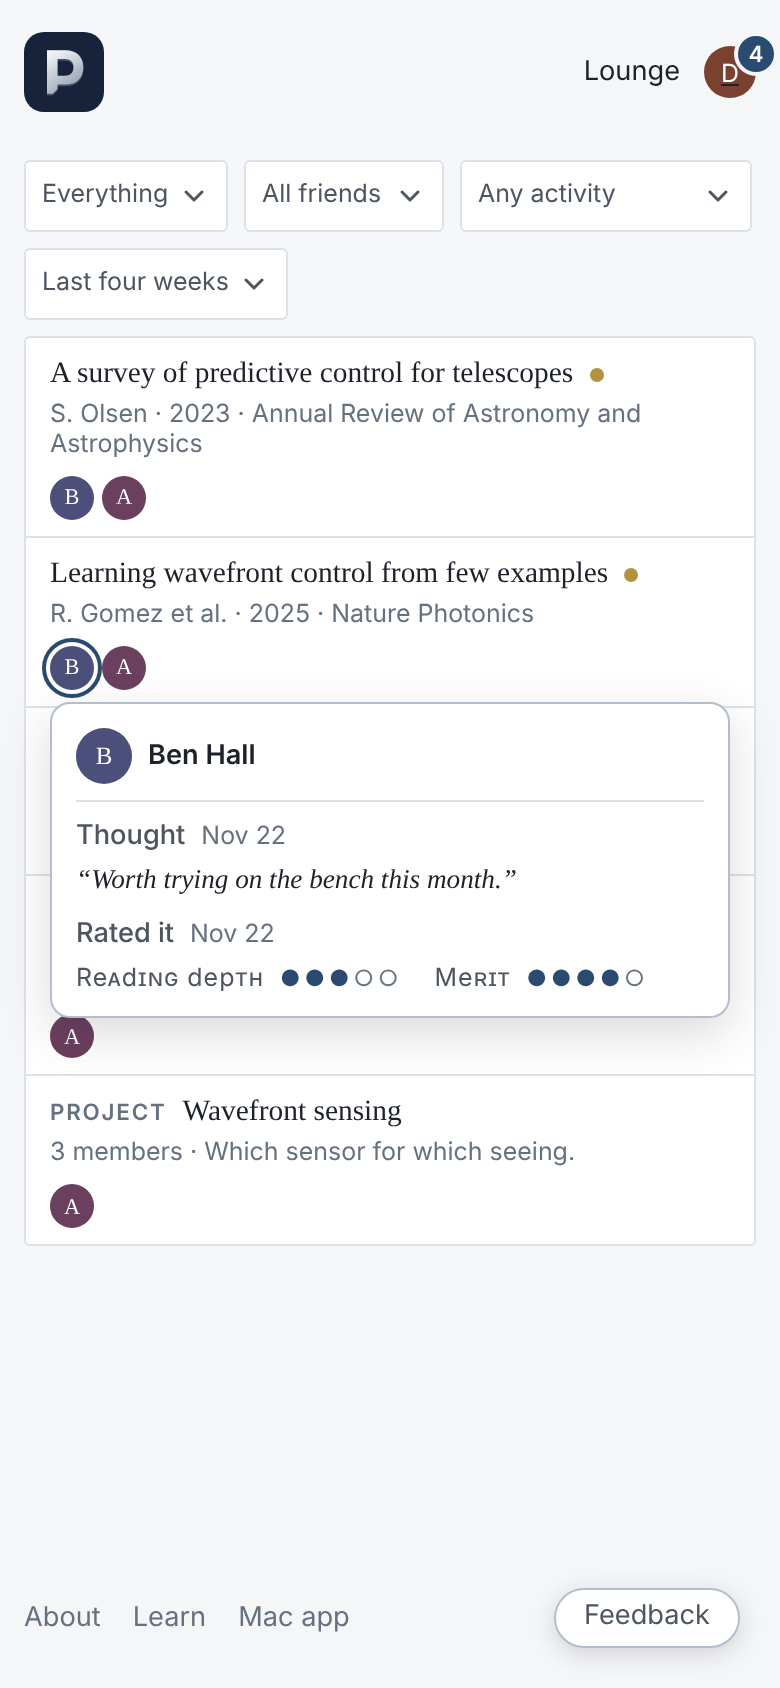 P
Lounge
D
4
Everything
All friends
Any activity
Last four weeks
A survey of predictive control for telescopes
S. Olsen · 2023 · Annual Review of Astronomy and
Astrophysics
B A
Learning wavefront control from few examples
R. Gomez et al. · 2025 · Nature Photonics
B A
B Ben Hall
Thought Nov 22
“Worth trying on the bench this month.”
Rated it Nov 22
Reading depth Merit
A
PROJECT Wavefront sensing
3 members · Which sensor for which seeing.
A
About Learn Mac app
Feedback